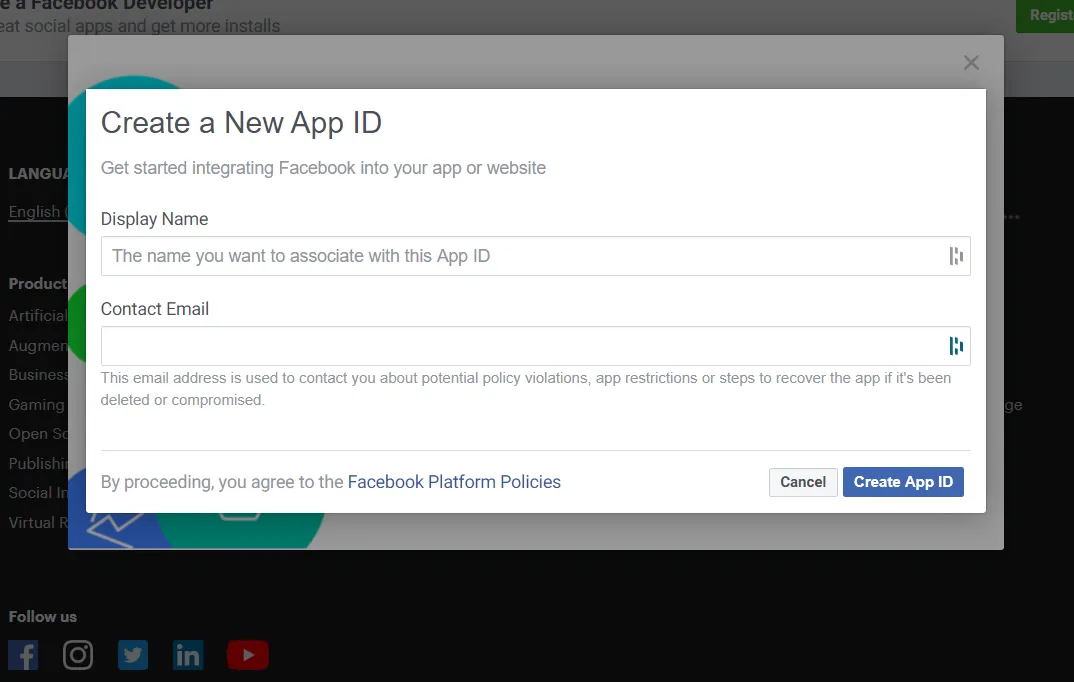 e a Facebook Developer
eat social apps and get more installs
Regist
Create a New App ID
Get started integrating Facebook into your app or website
Display Name
The name you want to associate with this App ID
Contact Email
This email address is used to contact you about potential policy violations, app restrictions or steps to recover the app if it's been
deleted or compromised.
By proceeding, you agree to the Facebook Platform Policies
Cancel
Create App ID
LANGUA
English (
...
Product
Artificial
Augmen
Business
Gaming
ge
Open So
Publishin
Social In
Virtual R
Follow us
in